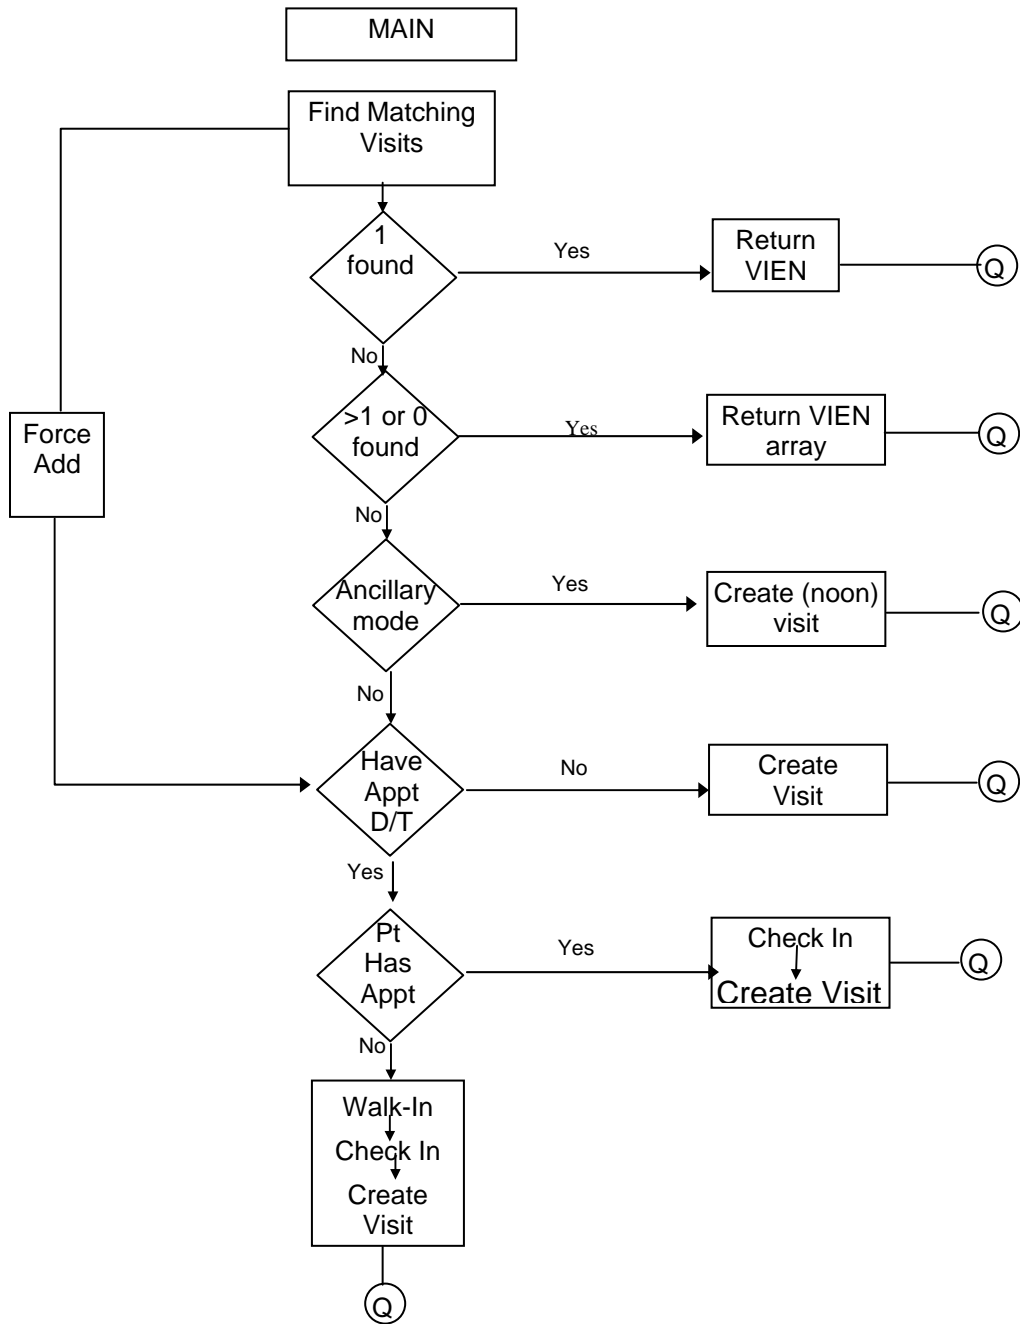 MAIN
Find Matching
Visits
1
found
Yes
Return
VIEN
Q
No
>1 or 0
found
Yes
Return VIEN
array
Q
Force
Add
No
Ancillary
mode
Yes
Create (noon)
visit
Q
No
Have
Appt
D/T
No
Create
Visit
Q
Yes
Pt
Has
Appt
Yes
Check In
Create Visit
Q
No
Walk-In
Check In
Create
Visit
Q